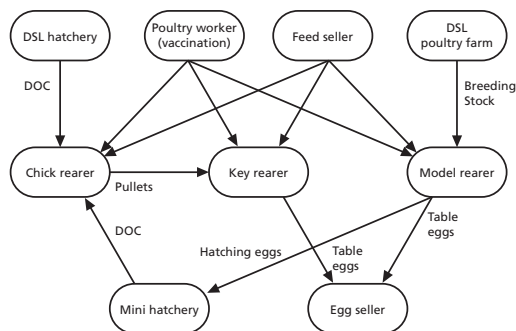 DSL hatchery
Poultry worker
(vaccination)
Feed seller
DSL
poultry farm
DOC
Breeding
Stock
Chick rearer
Pullets
Key rearer
Model rearer
DOC
Hatching eggs
Table
eggs
Table
eggs
Mini hatchery
Egg seller